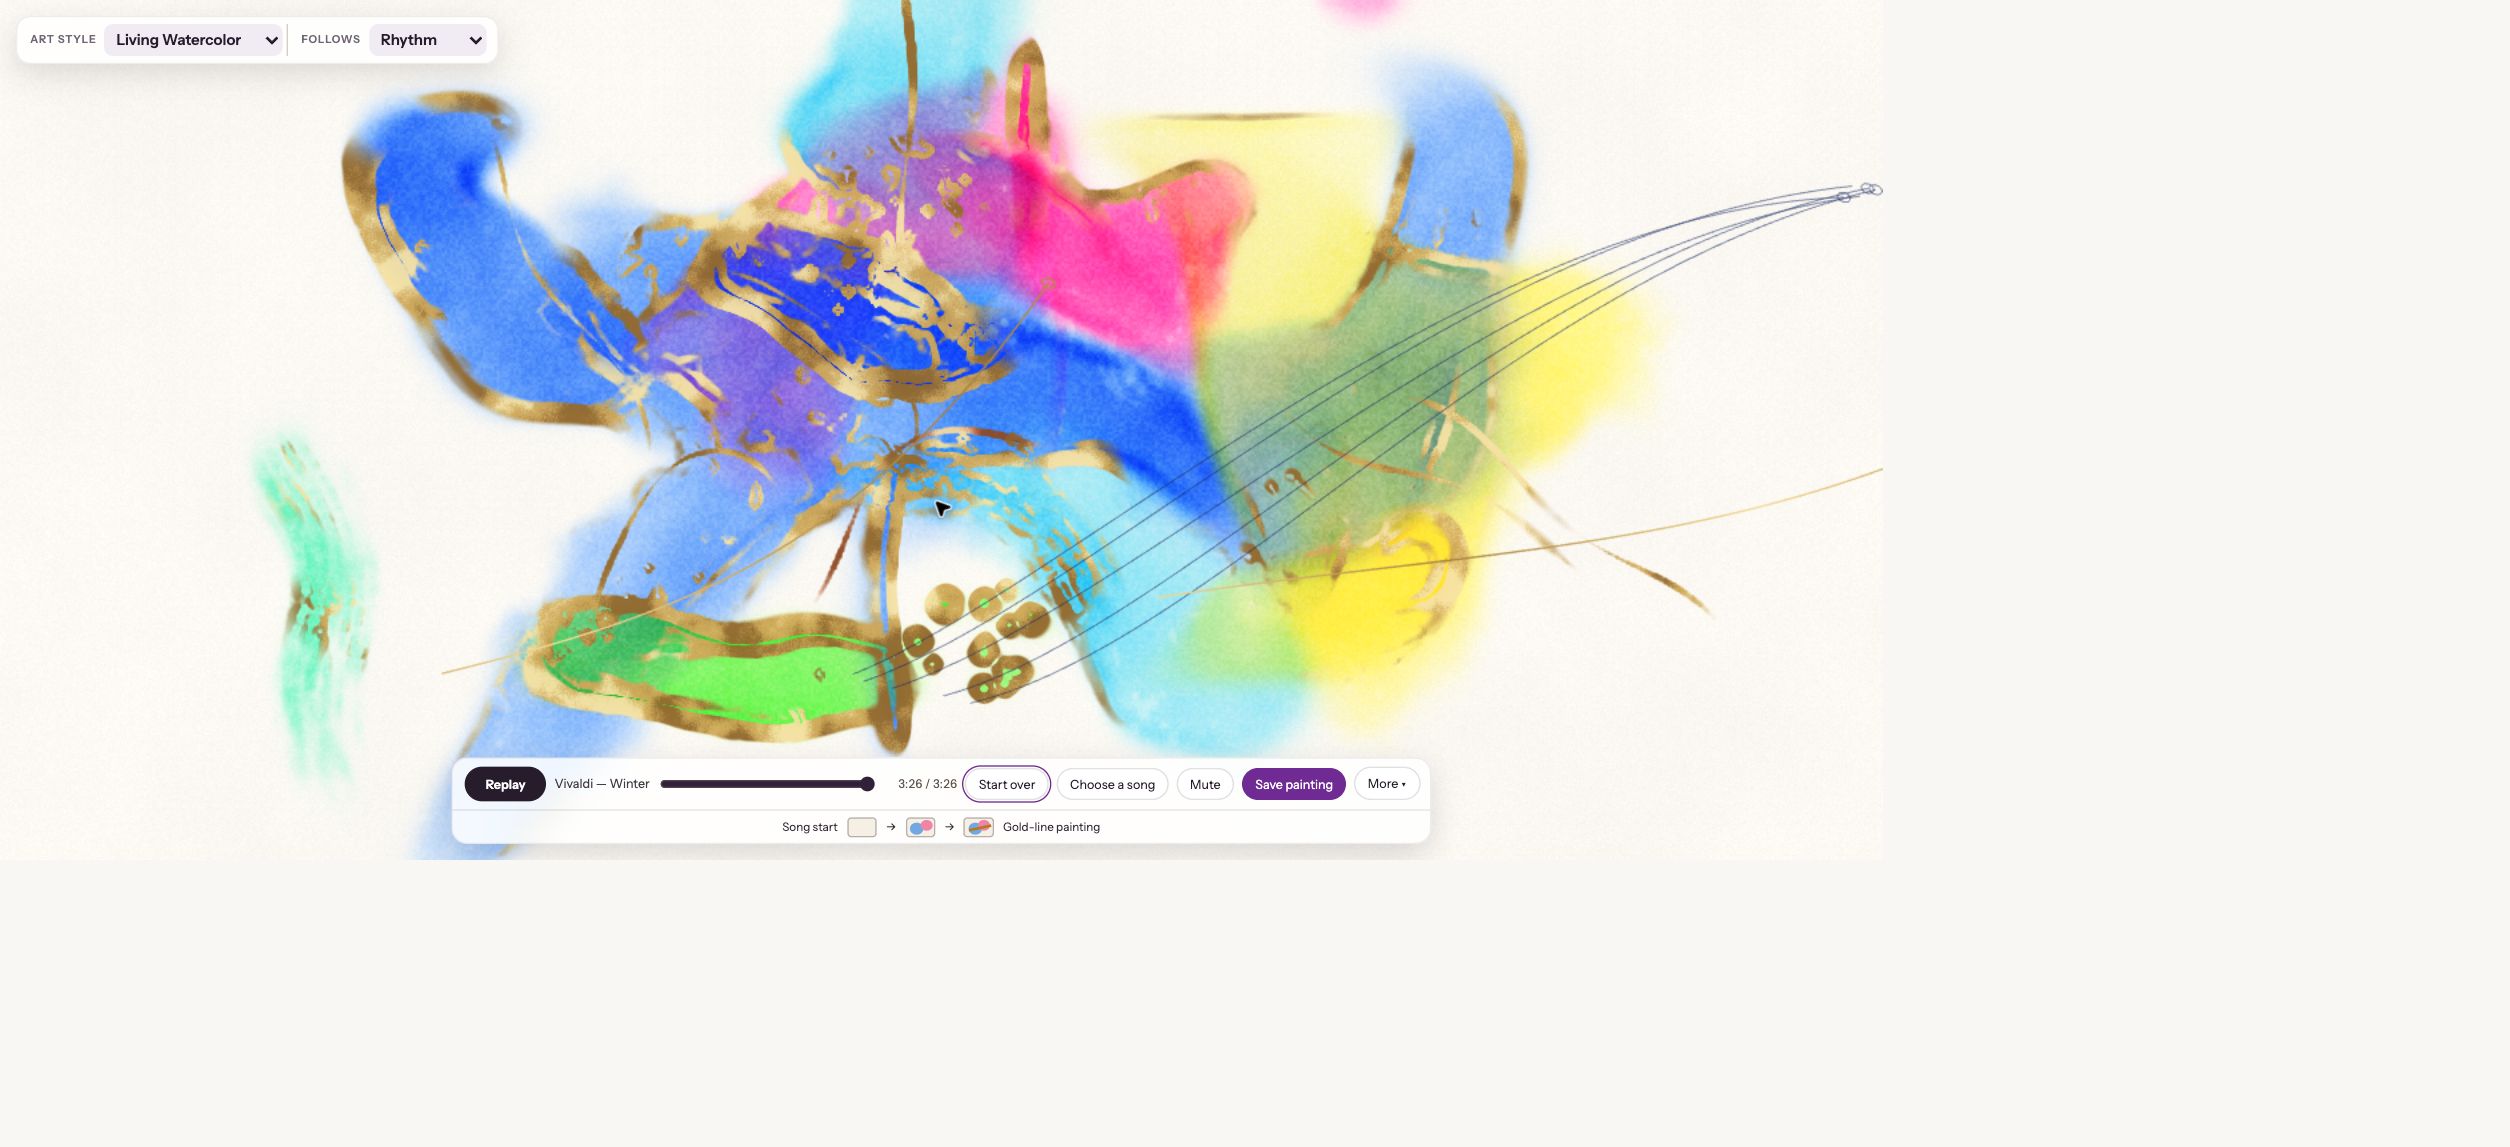 ART STYLE Living Watercolor FOLLOWS Rhythm
Replay Vivaldi — Winter 3:26 / 3:26 Start over Choose a song Mute Save painting More
Song start → → Gold-line painting